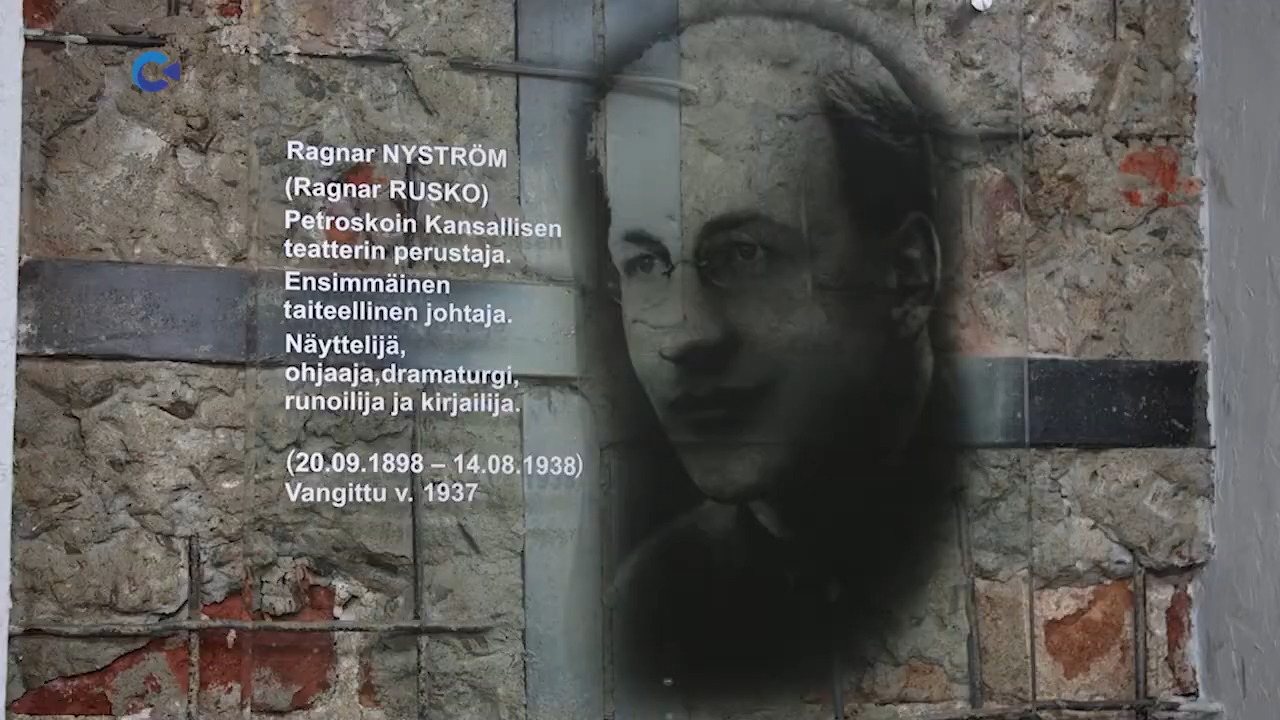 Ragnar NYSTRÖM
(Ragnar RUSKO)
Petroskoin Kansallisen
teatterin perustaja.
Ensimmäinen
taiteellinen johtaja.
Näyttelijä,
ohjaaja,dramaturgi,
runoilija ja kirjailija.
(20.09.1898 – 14.08.1938)
Vangittu v. 1937